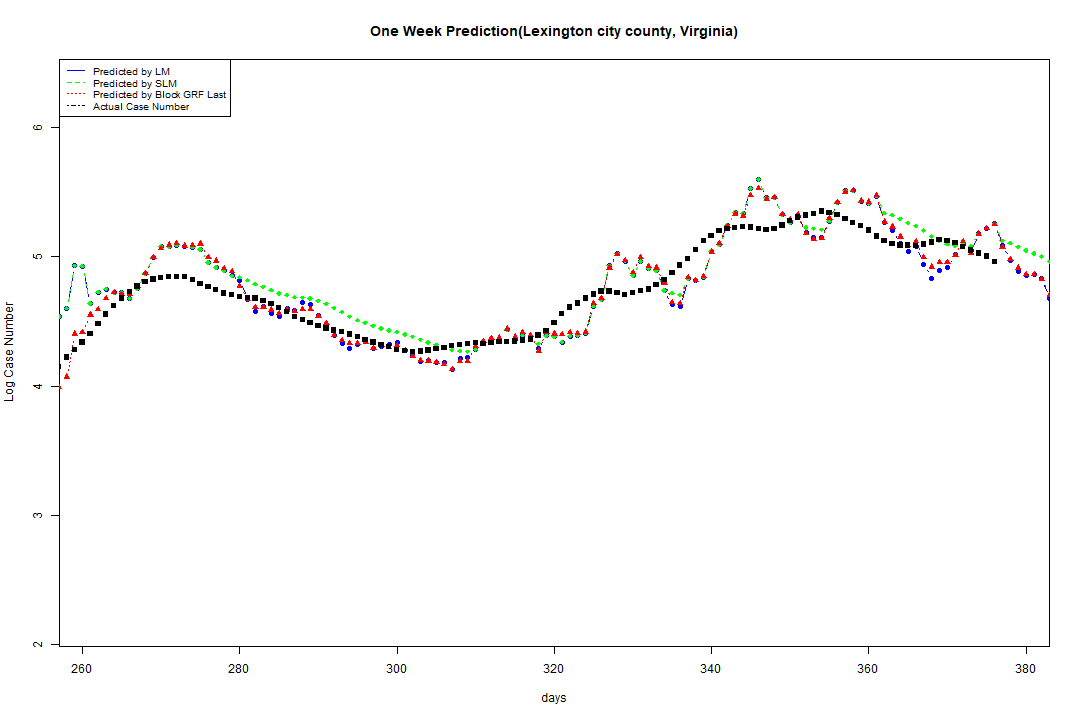 One Week Prediction(Lexington city county, Virginia)
Predicted by LM
Predicted by SLM
Predicted by Block GRF Last
Actual Case Number
Log Case Number
6
5
4
3
2
260 280 300 320 340 360 380
days